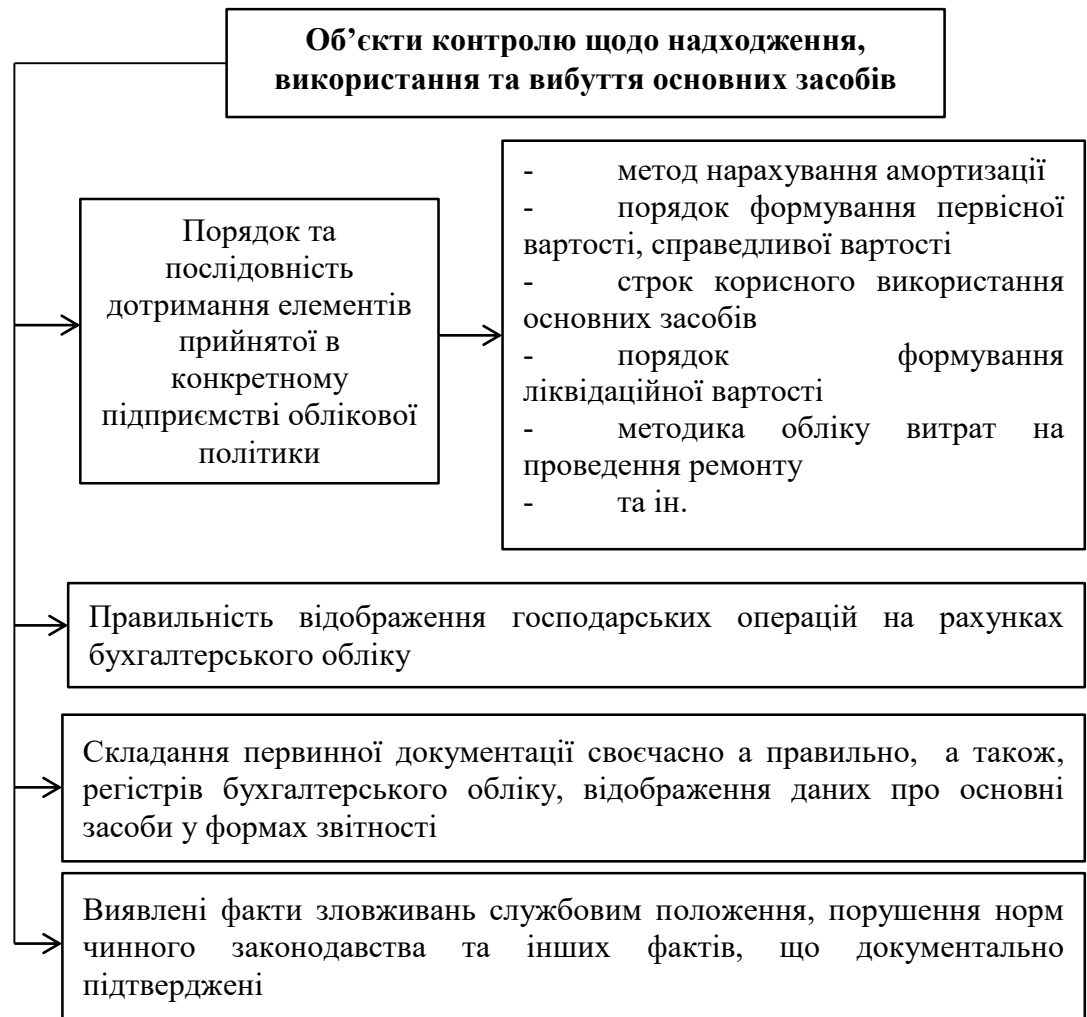 Об’єкти контролю щодо надходження,
використання та вибуття основних засобів
Порядок та
послідовність
дотримання елементів
прийнятої в
конкретному
підприємстві облікової
політики
- метод нарахування амортизації
- порядок формування первісної
вартості, справедливої вартості
- строк корисного використання
основних засобів
- порядок формування
ліквідаційної вартості
- методика обліку витрат на
проведення ремонту
- та ін.
Правильність відображення господарських операцій на рахунках
бухгалтерського обліку
Складання первинної документації своєчасно а правильно, а також,
регістрів бухгалтерського обліку, відображення даних про основні
засоби у формах звітності
Виявлені факти зловживань службовим положення, порушення норм
чинного законодавства та інших фактів, що документально
підтверджені